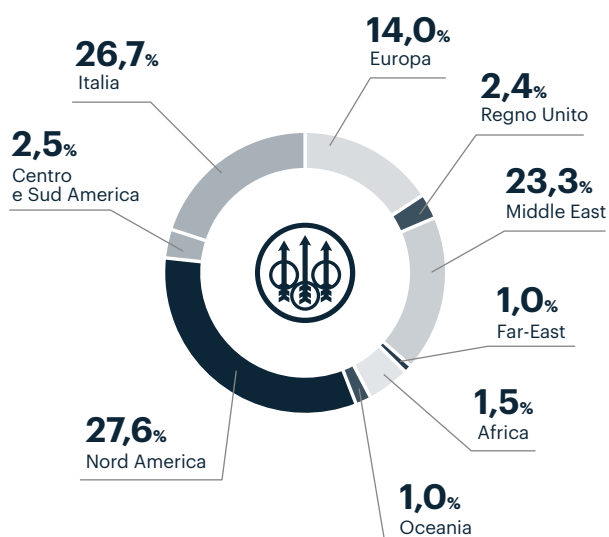 14,0%
Europa
26,7%
Italia
2,4%
Regno Unito
2,5%
Centro
e Sud America
23,3%
Middle East
1,0%
Far-East
1,5%
Africa
27,6%
Nord America
1,0%
Oceania